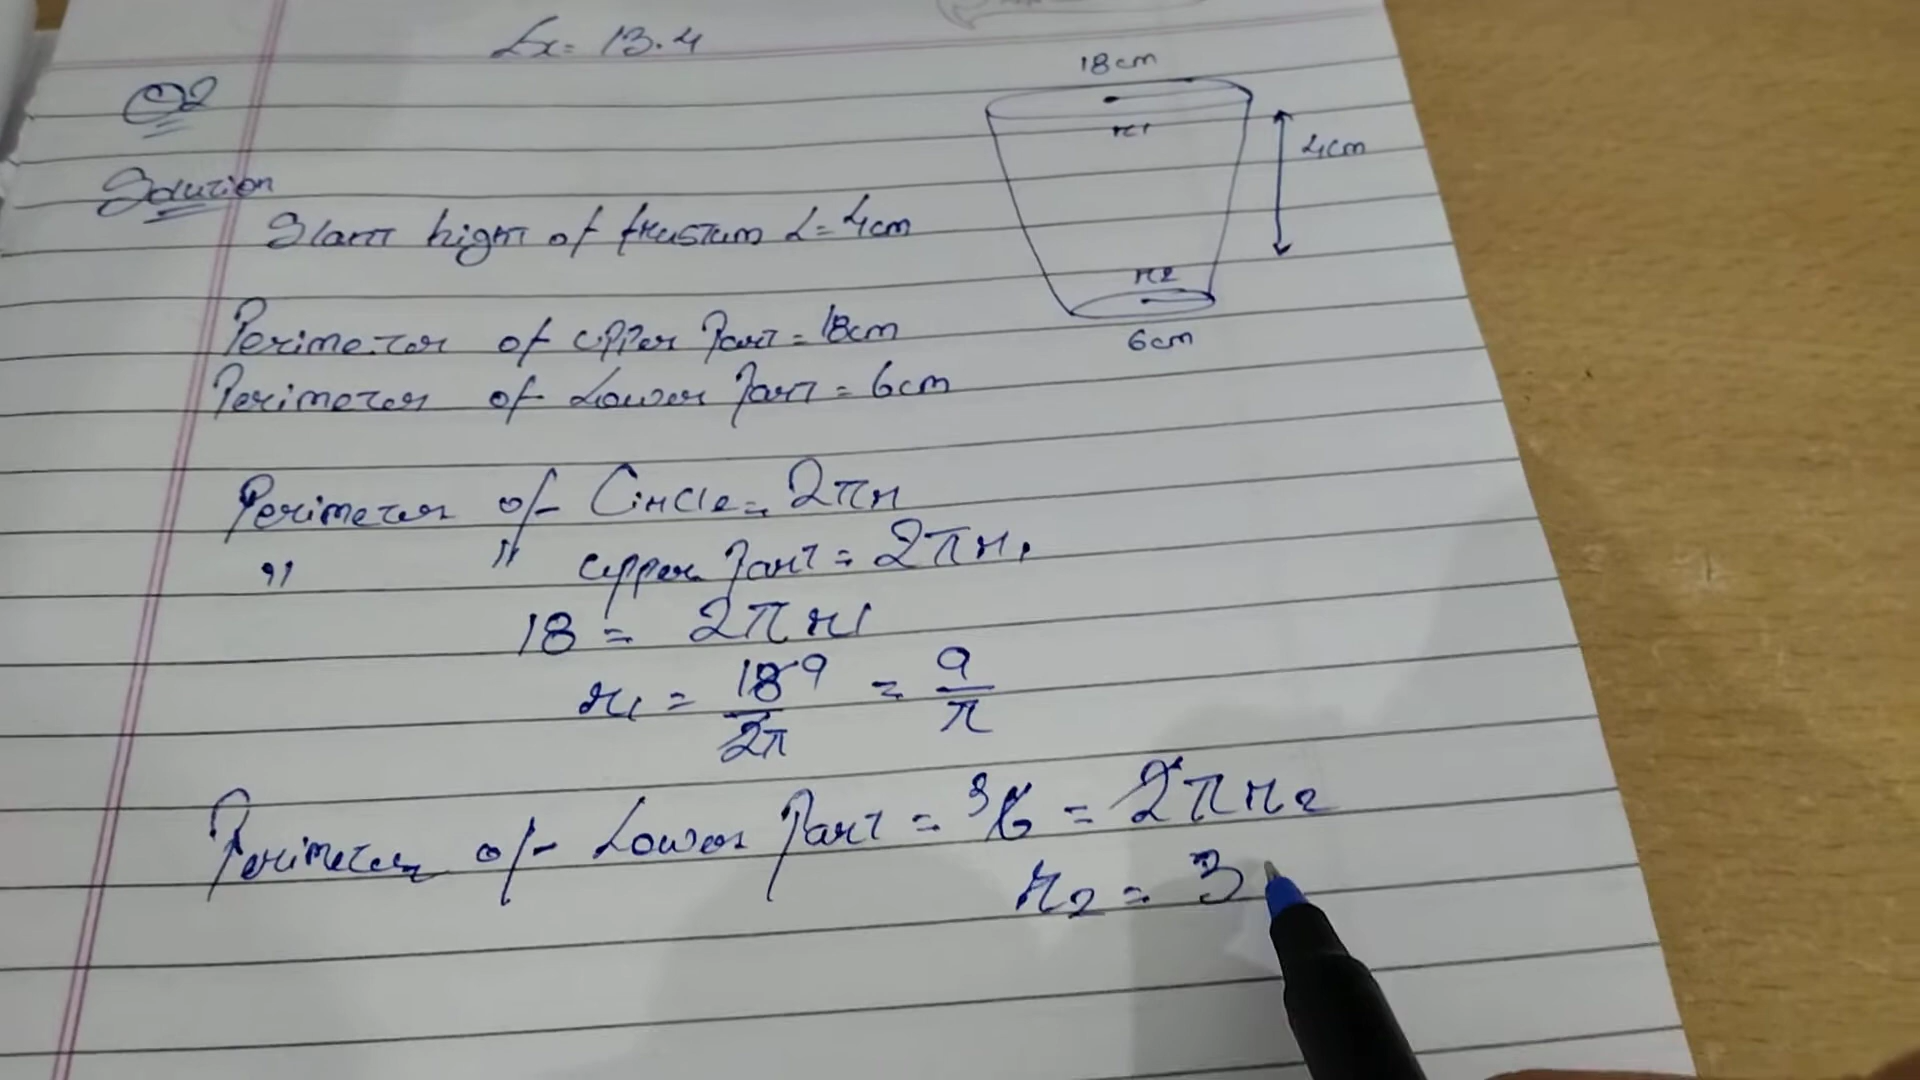 Ex = 13.4
Q2
18cm
r1
4cm
Solution
Slant hight of frustum L = 4cm
r2
6cm
Perimeter of upper Part = 18cm
Perimeter of Lower Part = 6cm
Perimeter of Circle = 2πr
" " upper Part = 2πr1
18 = 2πr1
r1 = 18 9 / 2π = 9/π
Perimeter of Lower Part = 3 6 = 2πr2
r2 = 3